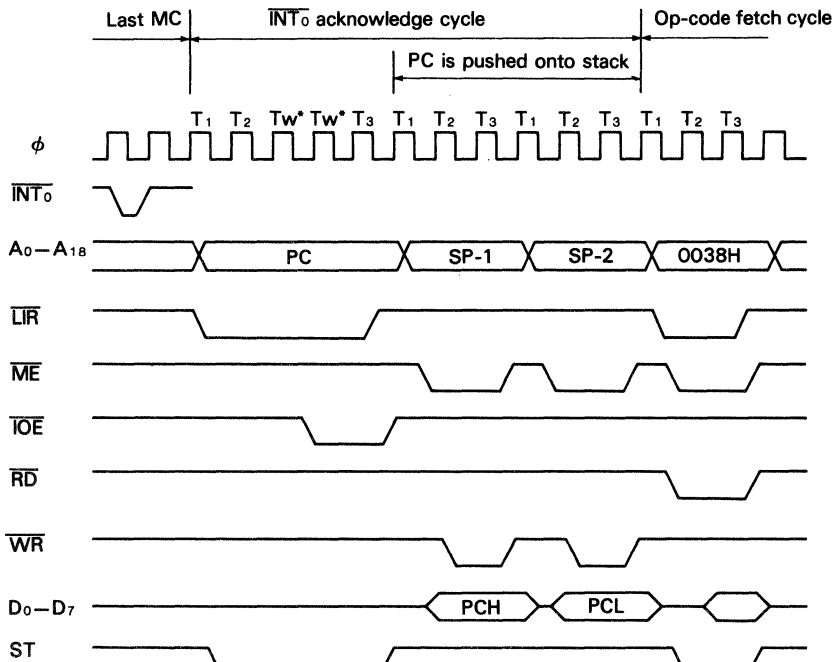 Last MC INT0 acknowledge cycle Op-code fetch cycle
PC is pushed onto stack
T1 T2 Tw* Tw* T3 T1 T2 T3 T1 T2 T3 T1 T2 T3
φ
INT0
A0—A18 PC SP-1 SP-2 0038H
LIR
ME
IOE
RD
WR
D0—D7 PCH PCL
ST